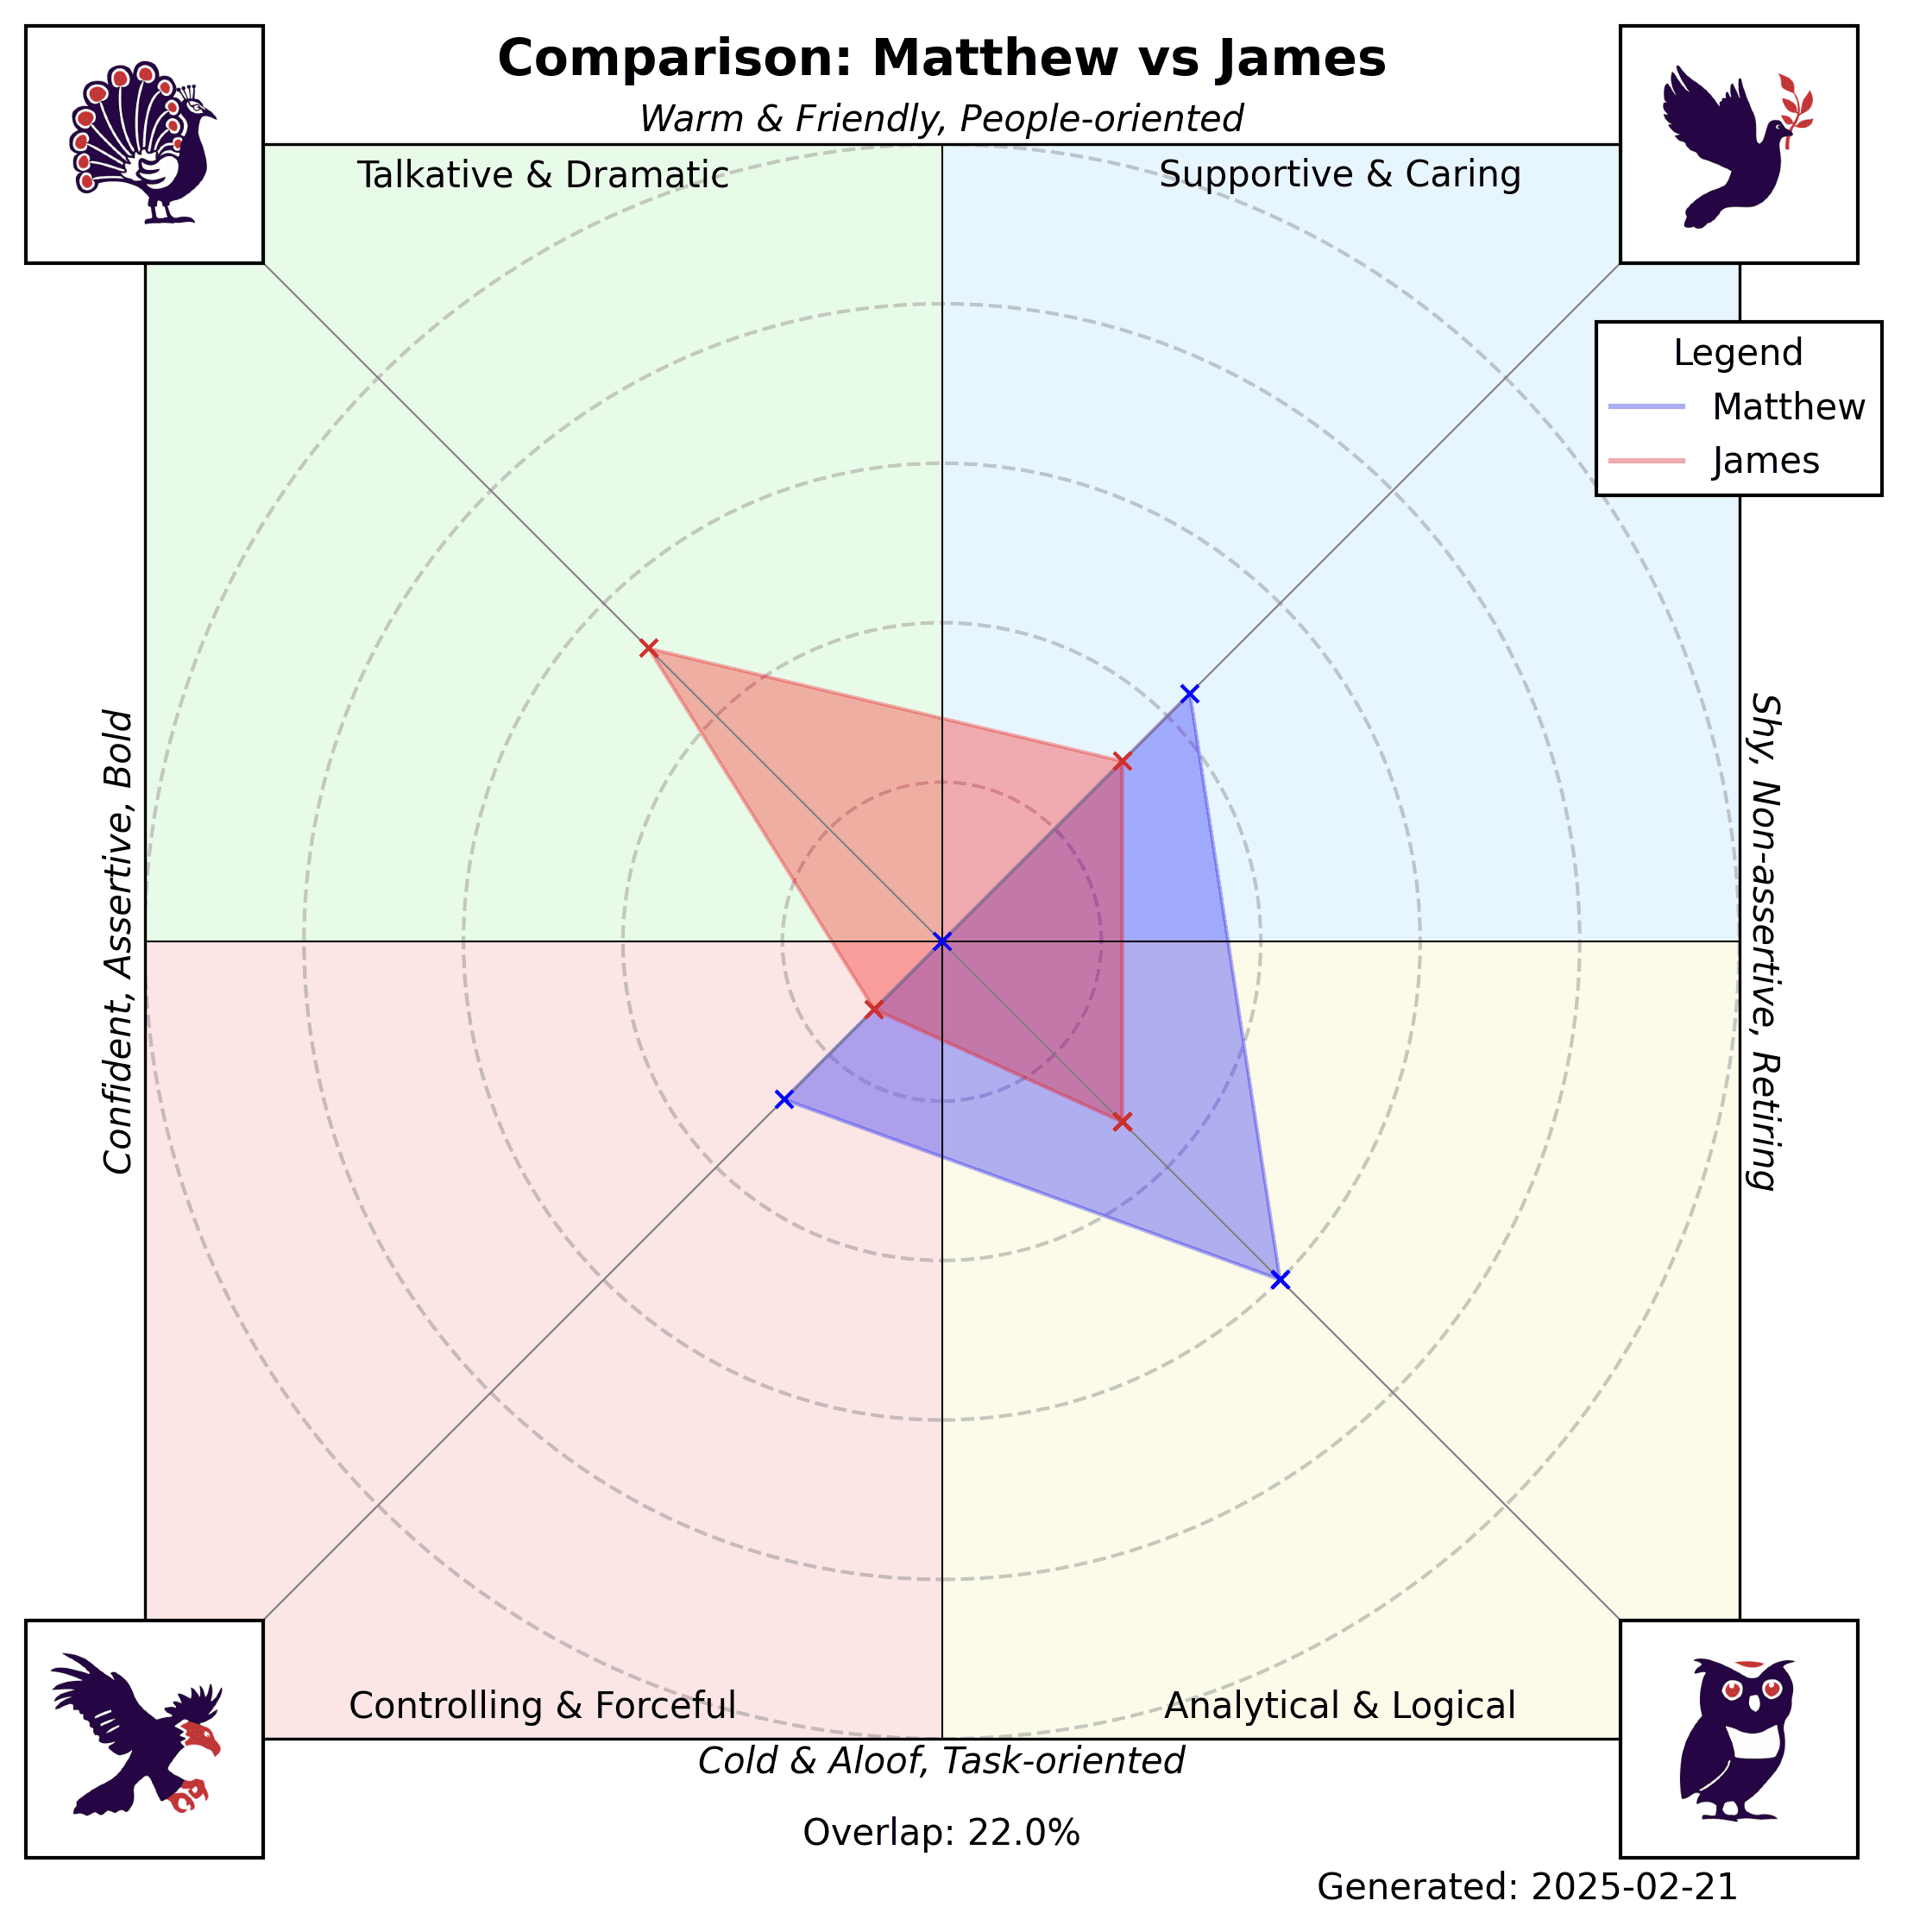 Comparison: Matthew vs James
Warm & Friendly, People-oriented
Talkative & Dramatic
Supportive & Caring
Legend
Matthew
James
Confident, Assertive, Bold
Shy, Non-assertive, Retiring
Controlling & Forceful
Analytical & Logical
Cold & Aloof, Task-oriented
Overlap: 22.0%
Generated: 2025-02-21